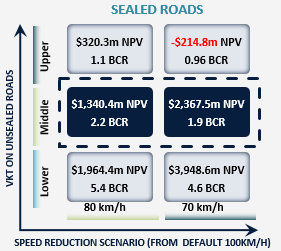 SEALED ROADS
VKT ON UNSEALED ROADS
Upper
$320.3m NPV
1.1 BCR
-$214.8m NPV
0.96 BCR
Middle
$1,340.4m NPV
2.2 BCR
$2,367.5m NPV
1.9 BCR
Lower
$1,964.4m NPV
5.4 BCR
$3,948.6m NPV
4.6 BCR
80 km/h
70 km/h
SPEED REDUCTION SCENARIO (FROM DEFAULT 100KM/H)